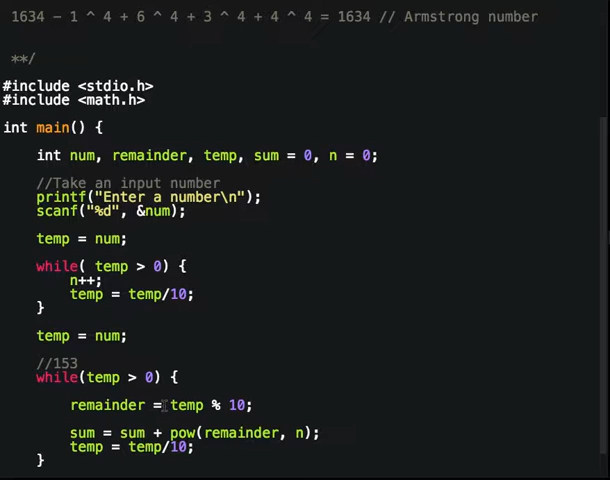 1634 - 1 ^ 4 + 6 ^ 4 + 3 ^ 4 + 4 ^ 4 = 1634 // Armstrong number
**/
#include <stdio.h>
#include <math.h>
int main() {
int num, remainder, temp, sum = 0, n = 0;
//Take an input number
printf("Enter a number\n");
scanf("%d", &num);
temp = num;
while( temp > 0) {
n++;
temp = temp/10;
}
temp = num;
//153
while(temp > 0) {
remainder = temp % 10;
sum = sum + pow(remainder, n);
temp = temp/10;
}